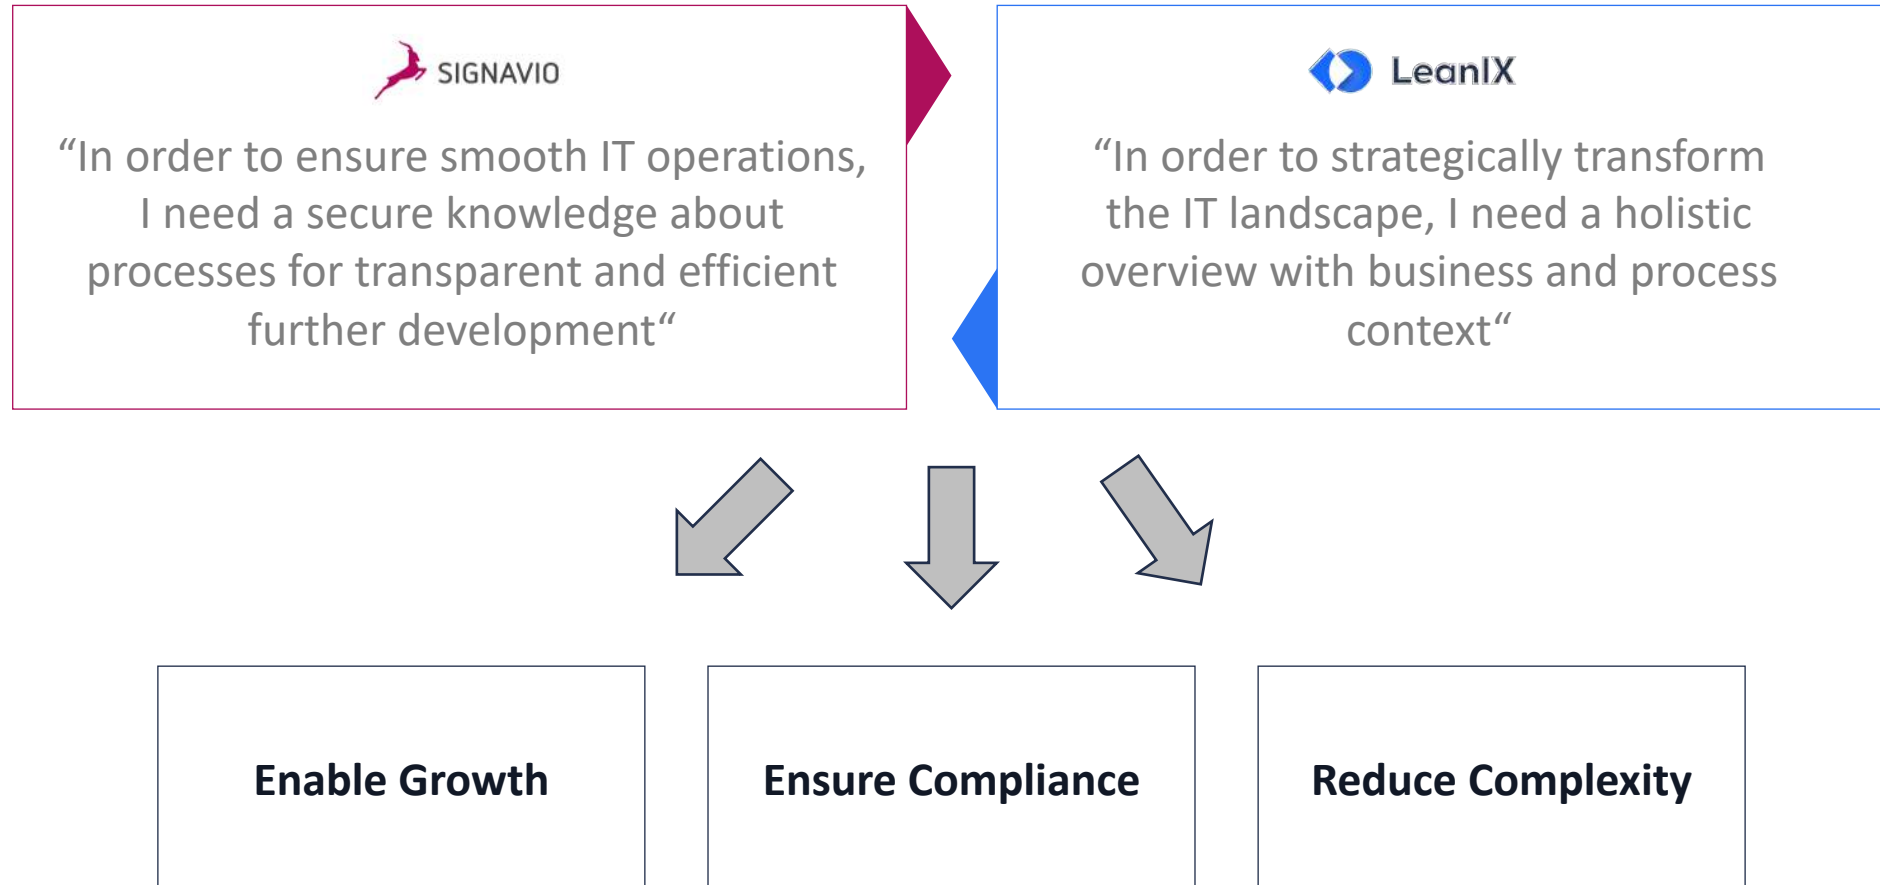 SIGNAVIO
“In order to ensure smooth IT operations,
I need a secure knowledge about
processes for transparent and efficient
further development“
LeanIX
“In order to strategically transform
the IT landscape, I need a holistic
overview with business and process
context“
Enable Growth
Ensure Compliance
Reduce Complexity